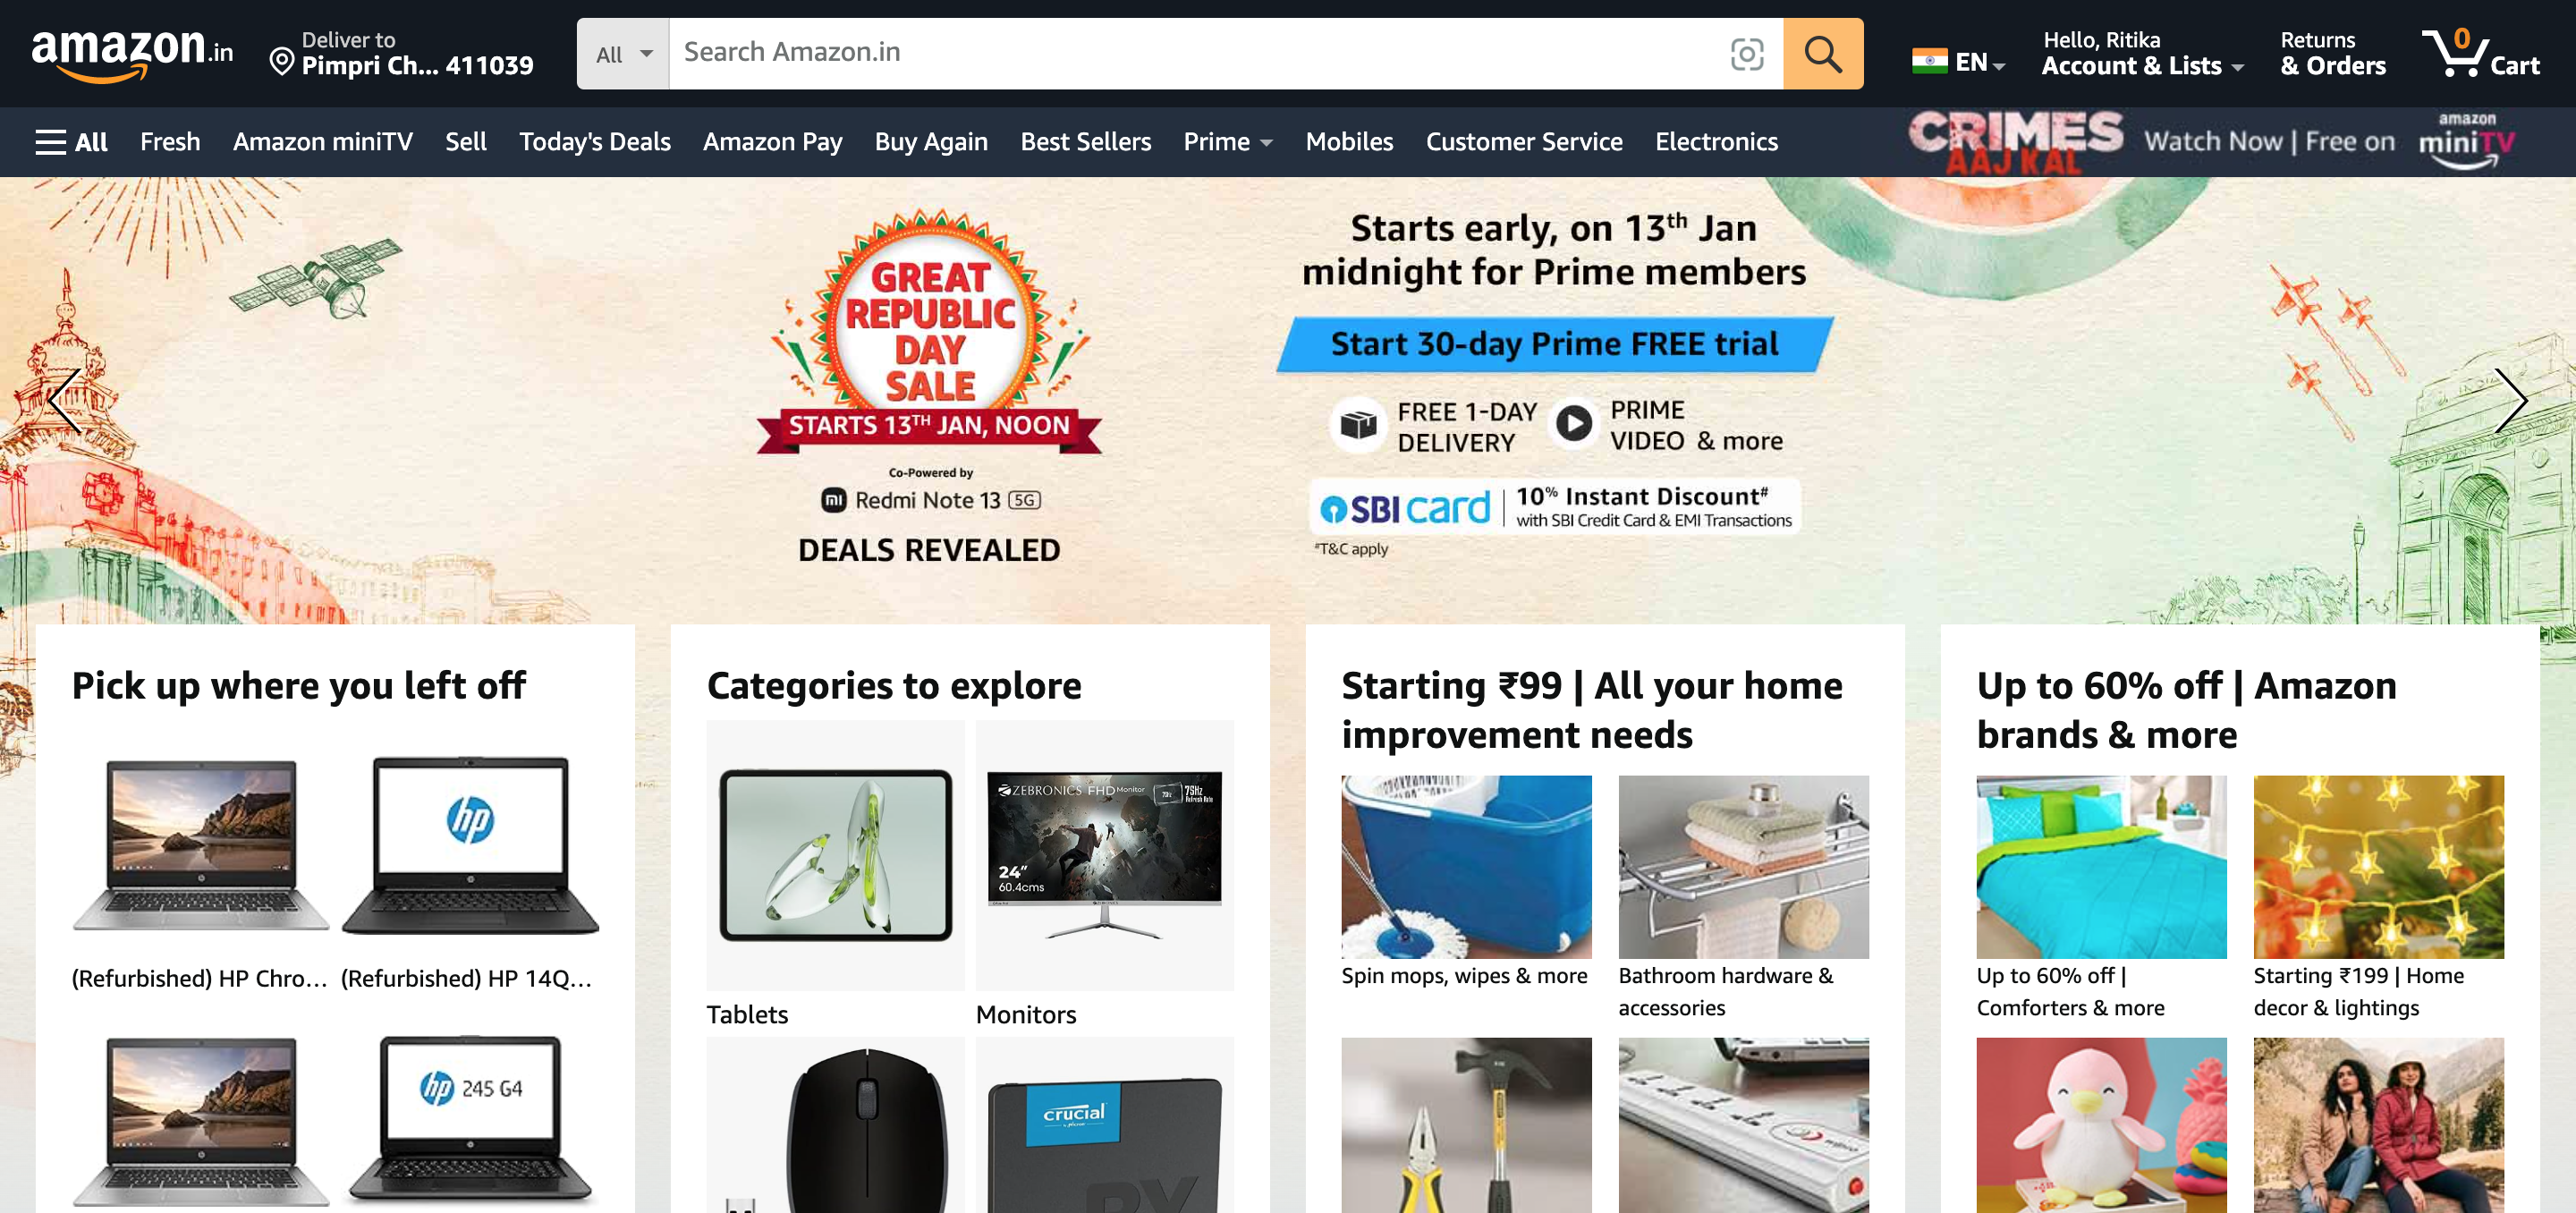 amazon.in
Deliver to
Pimpri Ch... 411039
All
Search Amazon.in
EN
Hello, Ritika
Account & Lists
Returns
& Orders
0
Cart
All
Fresh
Amazon miniTV
Sell
Today's Deals
Amazon Pay
Buy Again
Best Sellers
Prime
Mobiles
Customer Service
Electronics
CRIMES
AAJ KAL
Watch Now | Free on
amazon
miniTV
GREAT
REPUBLIC
DAY
SALE
STARTS 13TH JAN, NOON
Co-Powered by
mi Redmi Note 13 5G
DEALS REVEALED
Starts early, on 13th Jan
midnight for Prime members
Start 30-day Prime FREE trial
FREE 1-DAY
DELIVERY
PRIME
VIDEO & more
SBI card
10% Instant Discount#
with SBI Credit Card & EMI Transactions
#T&C apply
Pick up where you left off
hp
(Refurbished) HP Chro...
(Refurbished) HP 14Q...
hp 245 G4
Categories to explore
ZEBRONICS FHD Monitor
75Hz
Refresh Rate
24"
60.4cms
Tablets
Monitors
crucial
BX
Starting ₹99 | All your home
improvement needs
Spin mops, wipes & more
Bathroom hardware &
accessories
wipro
Up to 60% off | Amazon
brands & more
Up to 60% off |
Comforters & more
Starting ₹199 | Home
decor & lightings